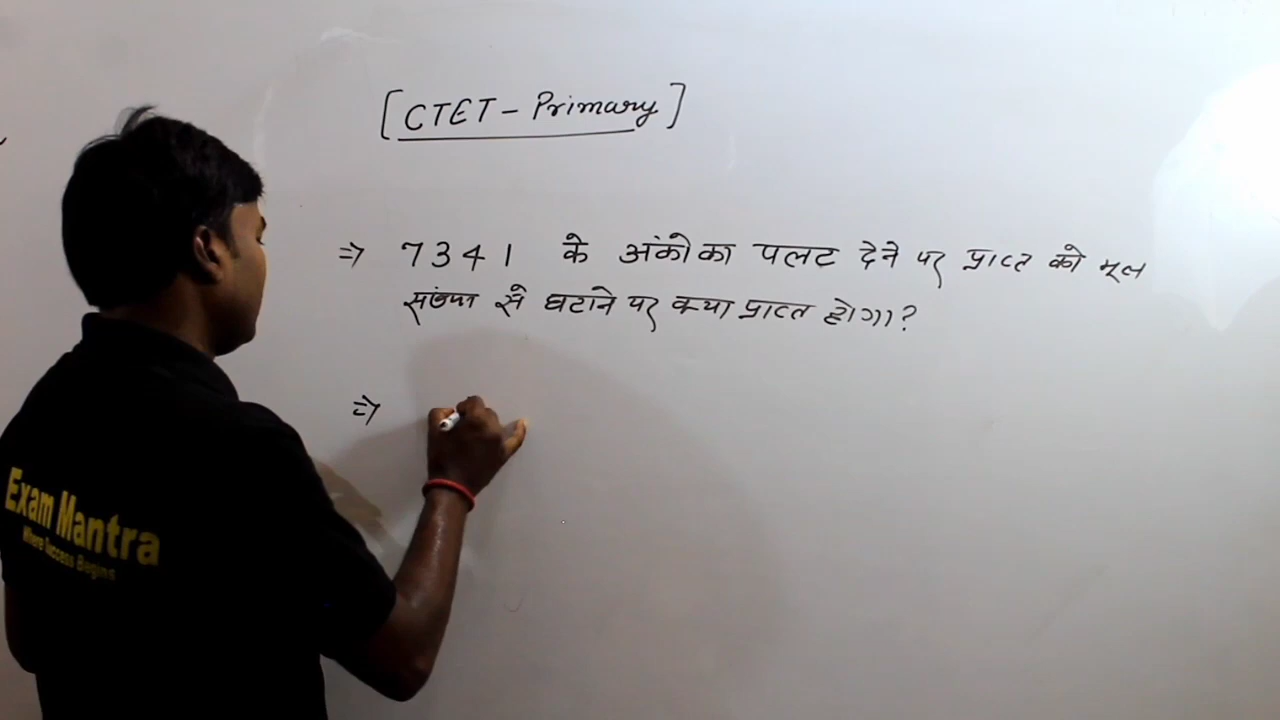 [CTET - Primary]
⇒ 7341 के अंको का पलट देने पर प्राप्त को मूल
संख्या से घटाने पर क्या प्राप्त होगा?
⇒
Exam Mantra
Where Success Begins